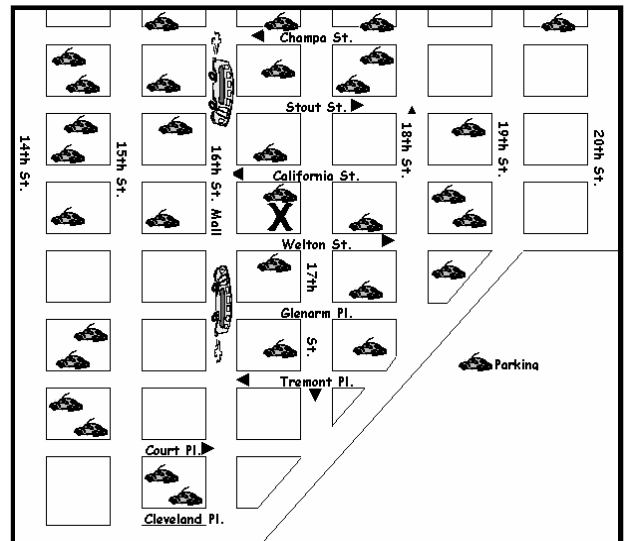 Champa St.
Stout St.
14th St.
15th St.
16th St. Mall
18th St.
19th St.
20th St.
California St.
X
Welton St.
17th St.
Glenarm Pl.
Parking
Tremont Pl.
Court Pl.
Cleveland Pl.